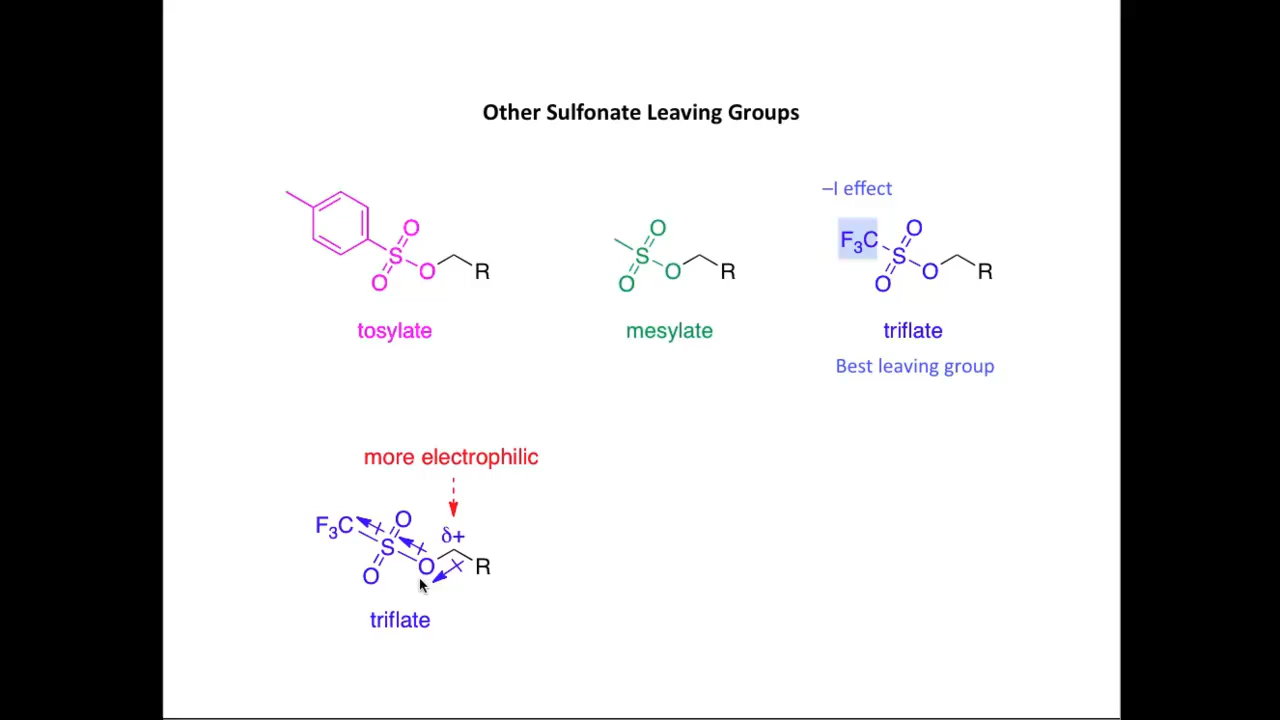 Other Sulfonate Leaving Groups
–I effect
O
S
O
O
R
O
S
O
O
R
F₃C
O
S
O
O
R
tosylate
mesylate
triflate
Best leaving group
more electrophilic
F₃C
O
δ+
S
O
O
R
triflate